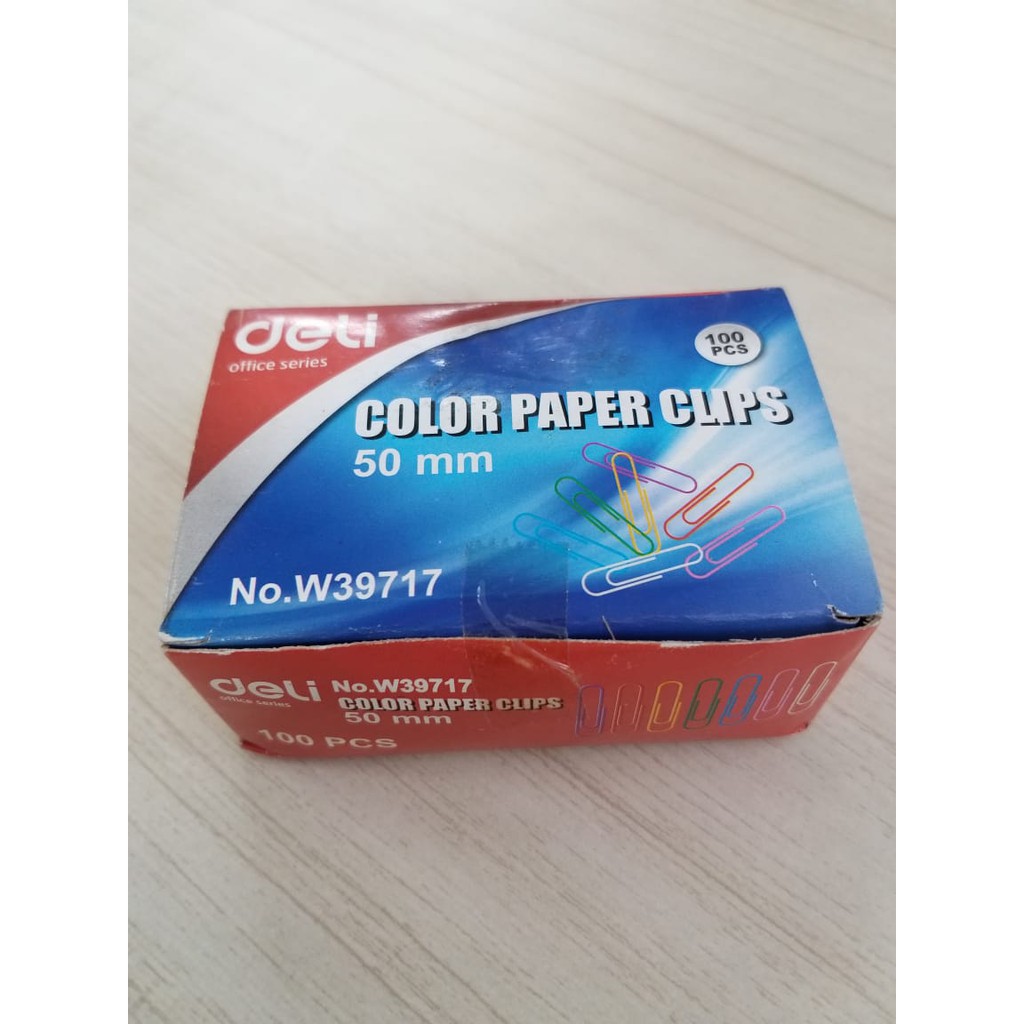 deli
office series
100
PCS
COLOR PAPER CLIPS
50 mm
No.W39717
deli No.W39717
office series COLOR PAPER CLIPS
50 mm
100 PCS